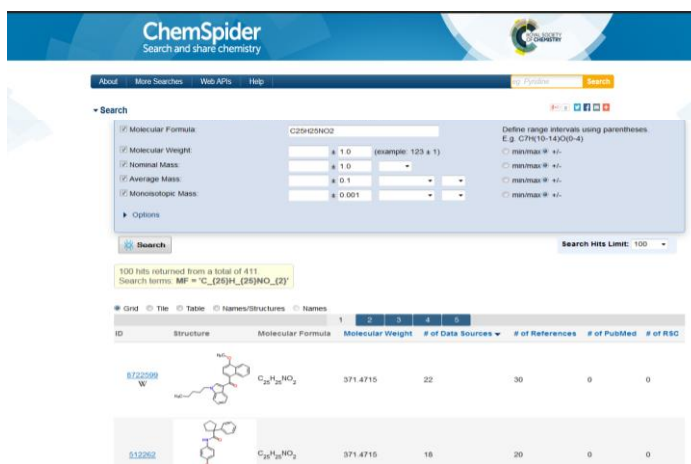 ChemSpider
Search and share chemistry
ROYAL SOCIETY
OF CHEMISTRY
About More Searches Web APIs Help
eg. Pyridine Search
Search
Molecular Formula: C25H25NO2 Define range intervals using parentheses.
E.g. C7H(10-14)O(0-4)
Molecular Weight: ± 1.0 (example: 123 ± 1) min/max +/-
Nominal Mass: ± 1.0 min/max +/-
Average Mass: ± 0.1 min/max +/-
Monoisotopic Mass: ± 0.001 min/max +/-
Options
Search Search Hits Limit: 100
100 hits returned from a total of 411
Search terms: MF = 'C_{25}H_{25}NO_{2}'
Grid Tile Table Names/Structures Names
1 2 3 4 5
ID Structure Molecular Formula Molecular Weight # of Data Sources # of References # of PubMed # of RSC
8722599 C25H25NO2 371.4715 22 30 0 0
W
512262 C25H25NO2 371.4715 18 20 0 0